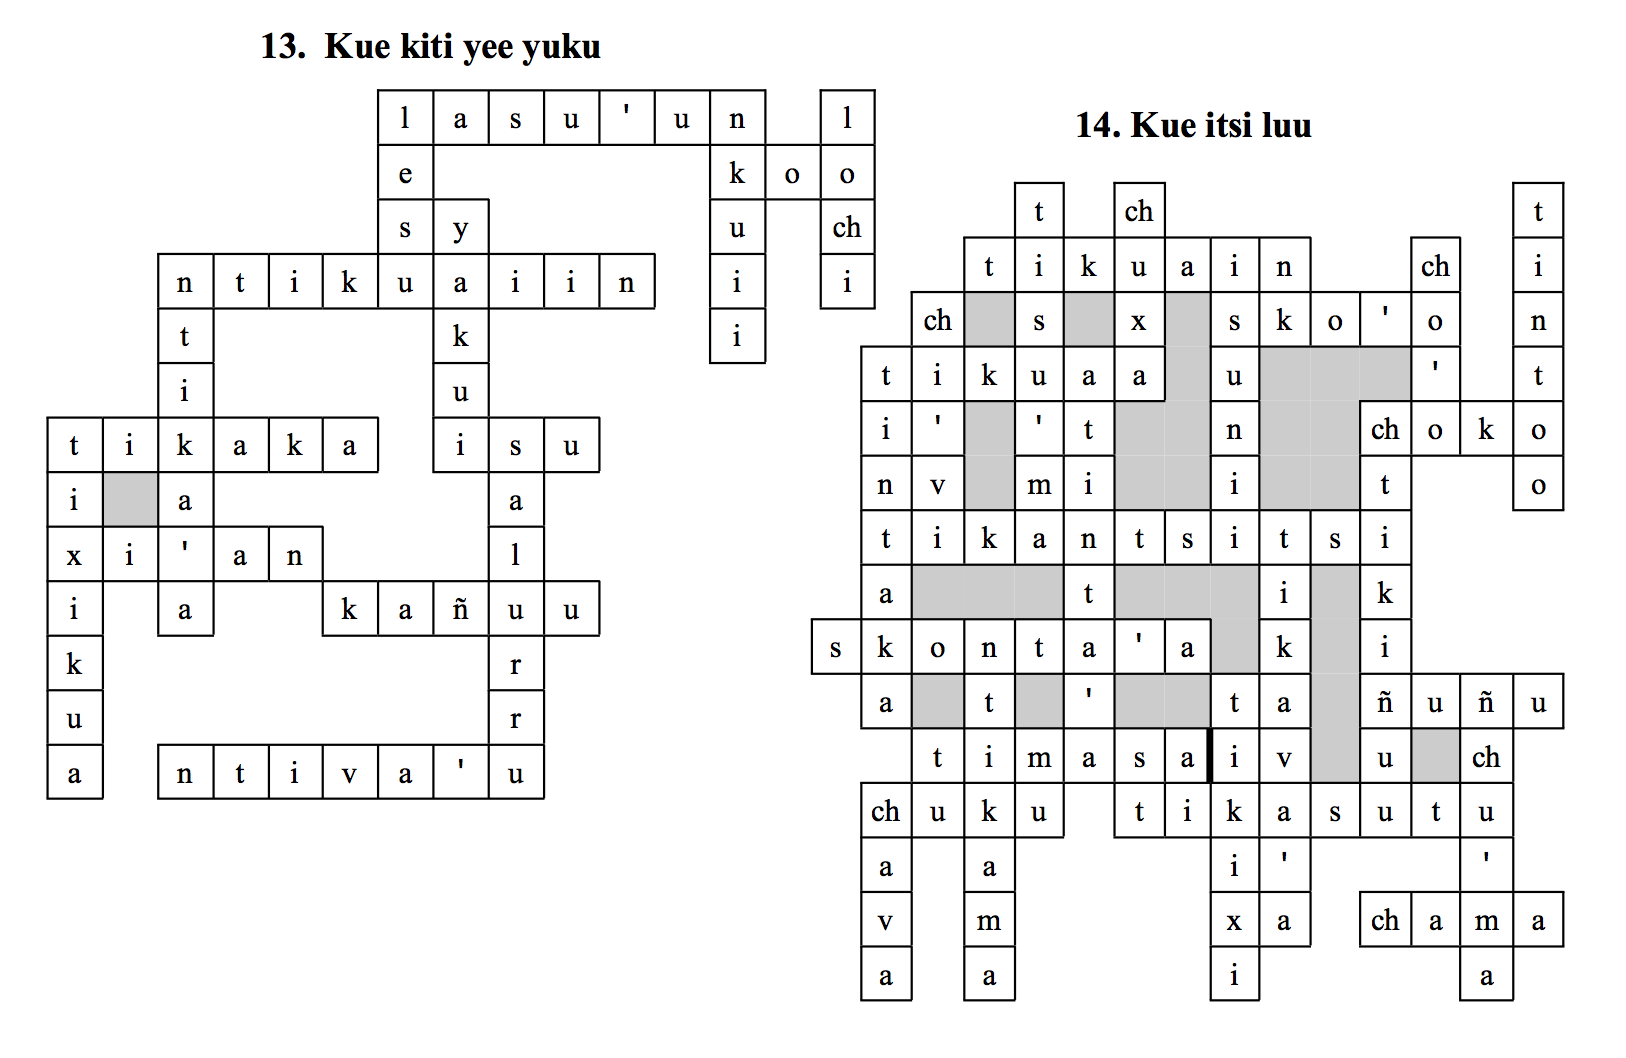 13. Kue kiti yee yuku
l a s u ' u n l
e k o o
s y u ch
n t i k u a i i n i i
t k i
i u
t i k a k a i s u
i a a
x i ' a n l
i a k a ñ u u
k r
u r
a n t i v a ' u
14. Kue itsi luu
t ch t
t i k u a i n ch i
ch s x s k o ' o n
t i k u a a u ' t
i ' ' t n ch o k o
n v m i i t o
t i k a n t s i t s i
a t i k
s k o n t a ' a k i
a t ' t a ñ u ñ u
t i m a s a i v u ch
ch u k u t i k a s u t u
a a i ' '
v m x a ch a m a
a a i a